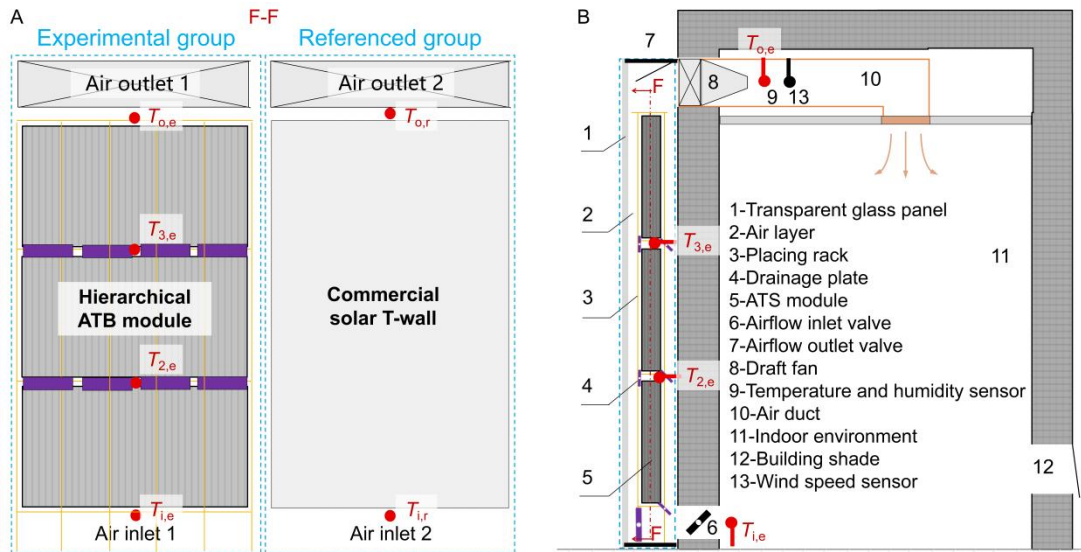 A
F-F
Experimental group
Referenced group
Air outlet 1
Air outlet 2
To,e
To,r
T3,e
Hierarchical
ATB module
Commercial
solar T-wall
T2,e
Ti,e
Ti,r
Air inlet 1
Air inlet 2
B
7
To,e
F
8
9
13
10
1
2
T3,e
3
T2,e
4
5
F
6
Ti,e
11
12
1-Transparent glass panel
2-Air layer
3-Placing rack
4-Drainage plate
5-ATS module
6-Airflow inlet valve
7-Airflow outlet valve
8-Draft fan
9-Temperature and humidity sensor
10-Air duct
11-Indoor environment
12-Building shade
13-Wind speed sensor